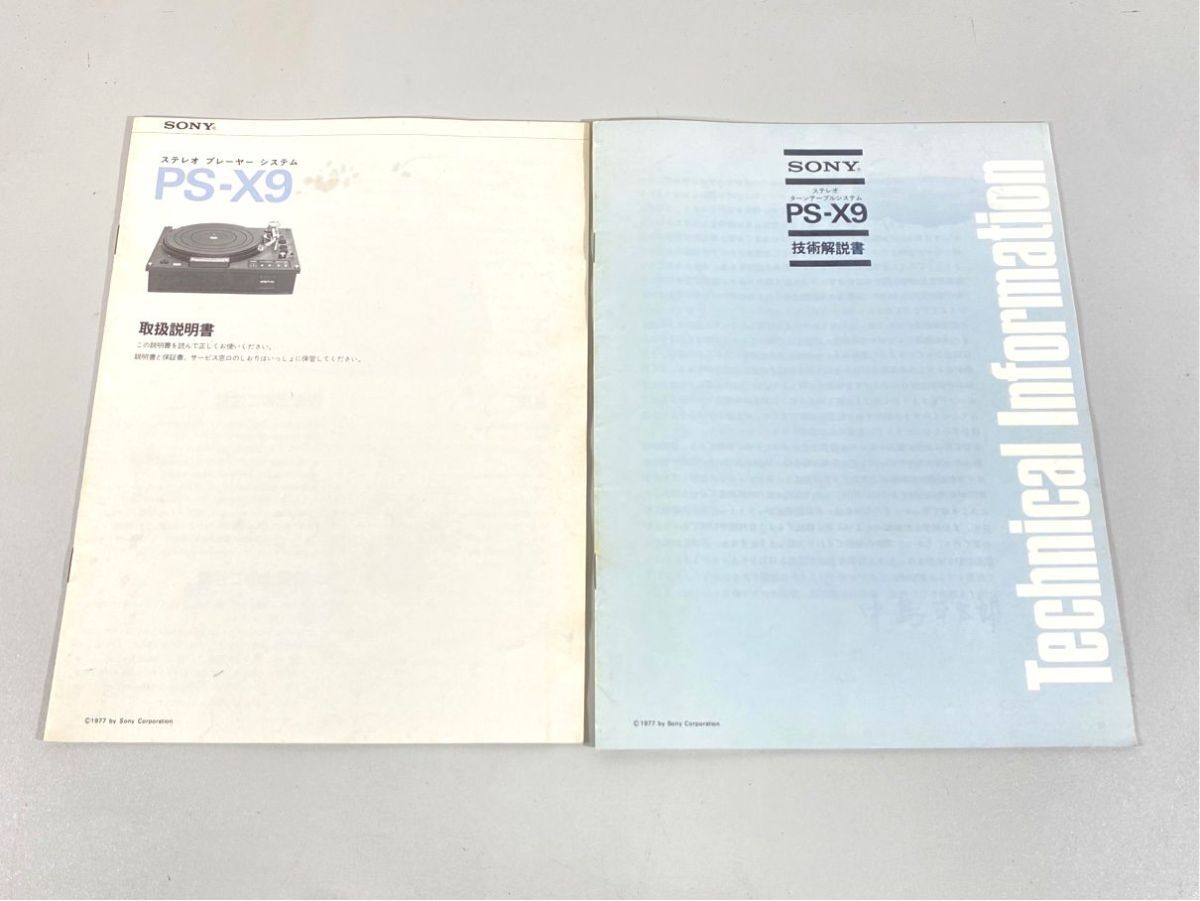 SONY®
ステレオ プレーヤー システム
PS-X9
取扱説明書
この説明書を読んで正しくお使いください。
説明書と保証書、サービス窓口のしおりはいっしょに保管してください。
©1977 by Sony Corporation
SONY®
ステレオ
ターンテーブルシステム
PS-X9
技術解説書
Technical Information
©1977 by Sony Corporation